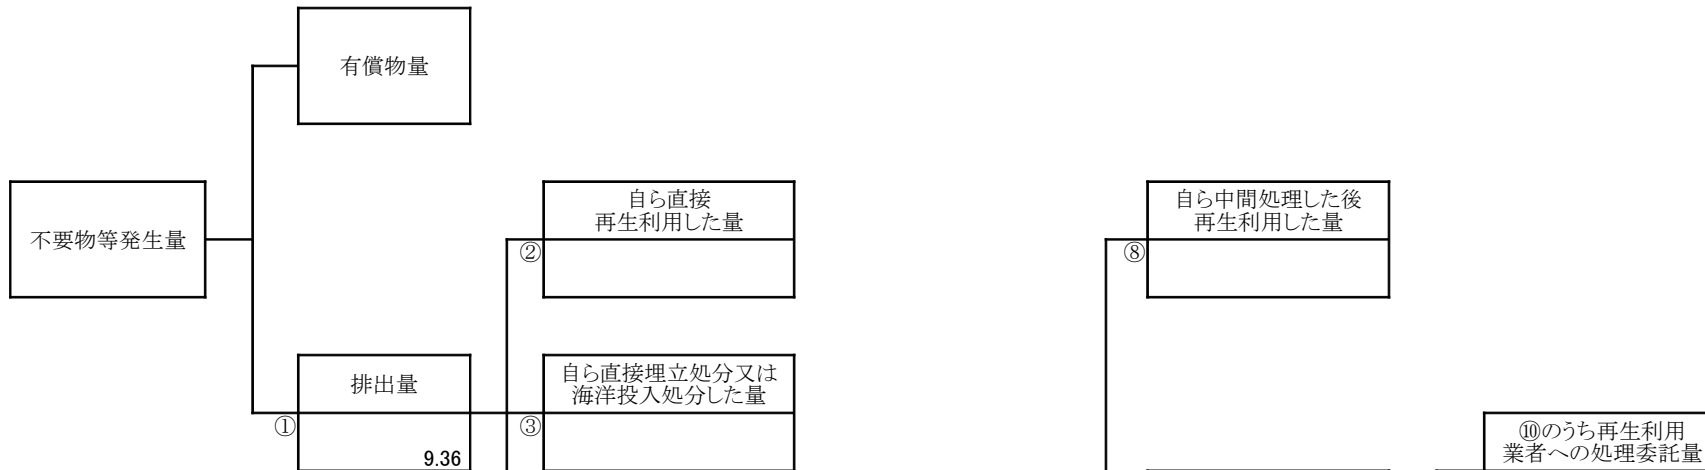 有償物量
不要物等発生量
自ら直接
再生利用した量
②
自ら中間処理した後
再生利用した量
⑧
排出量
①
9.36
自ら直接埋立処分又は
海洋投入処分した量
③
⑩のうち再生利用
業者への処理委託量